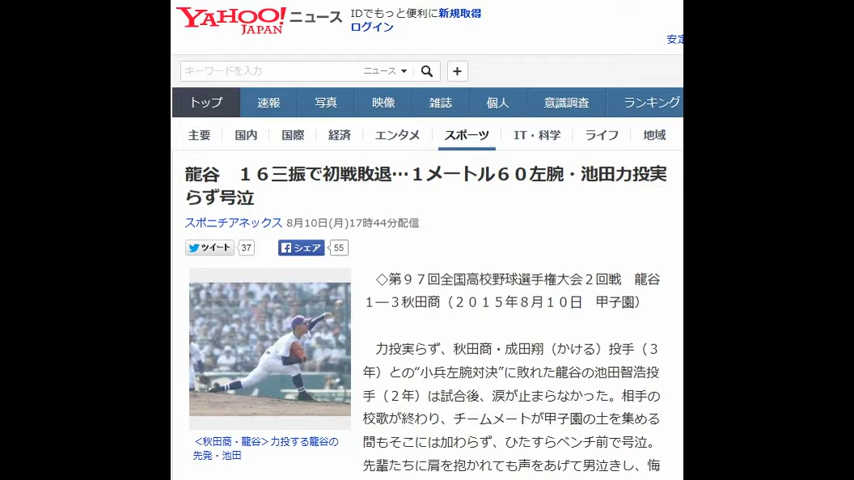 YAHOO! JAPAN ニュース
IDでもっと便利に新規取得
ログイン
安定
キーワードを入力 ニュース
トップ 速報 写真 映像 雑誌 個人 意識調査 ランキング
主要 国内 国際 経済 エンタメ スポーツ IT・科学 ライフ 地域
龍谷　１６三振で初戦敗退…１メートル６０左腕・池田力投実
らず号泣
スポニチアネックス 8月10日(月)17時44分配信
ツイート 37 シェア 55
◇第９７回全国高校野球選手権大会２回戦　龍谷
１―３秋田商（２０１５年８月１０日　甲子園）
力投実らず、秋田商・成田翔（かける）投手（３
年）との“小兵左腕対決”に敗れた龍谷の池田智浩投
手（２年）は試合後、涙が止まらなかった。相手の
校歌が終わり、チームメートが甲子園の土を集める
間もそこには加わらず、ひたすらベンチ前で号泣。
先輩たちに肩を抱かれても声をあげて男泣きし、悔
＜秋田商・龍谷＞力投する龍谷の
先発・池田